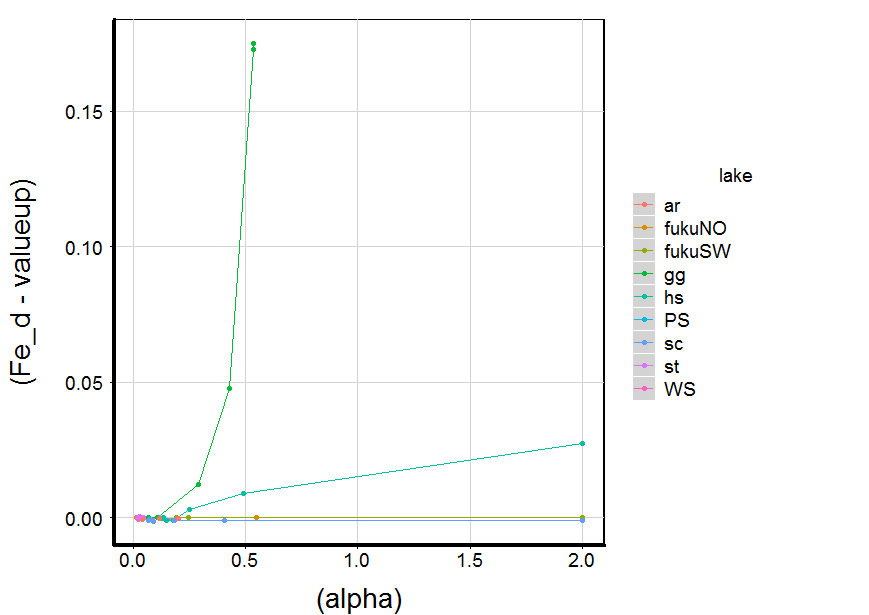 0.15
0.10
0.05
0.00
(Fe_d - valueup)
0.0 0.5 1.0 1.5 2.0
(alpha)
lake
ar
fukuNO
fukuSW
gg
hs
PS
sc
st
WS